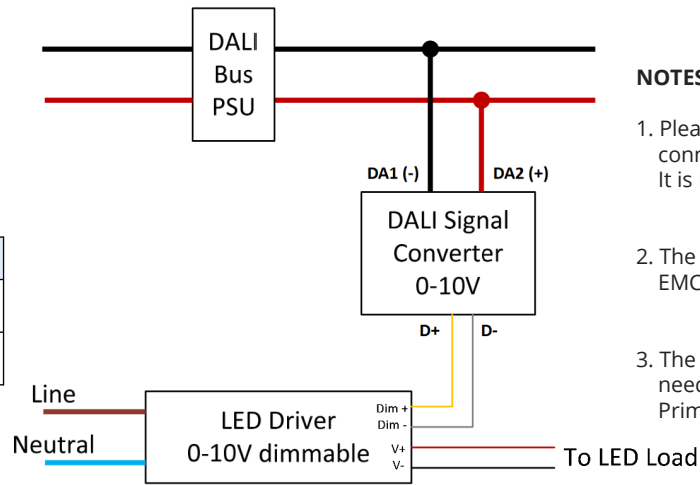 DALI
Bus
PSU
DA1 (-)
DA2 (+)
DALI Signal
Converter
0-10V
D+
D-
Line
Neutral
LED Driver
0-10V dimmable
Dim +
Dim -
V+
V-
To LED Load
NOTES
1. Plea
conn
It is
2. The
EMC
3. The
need
Prim